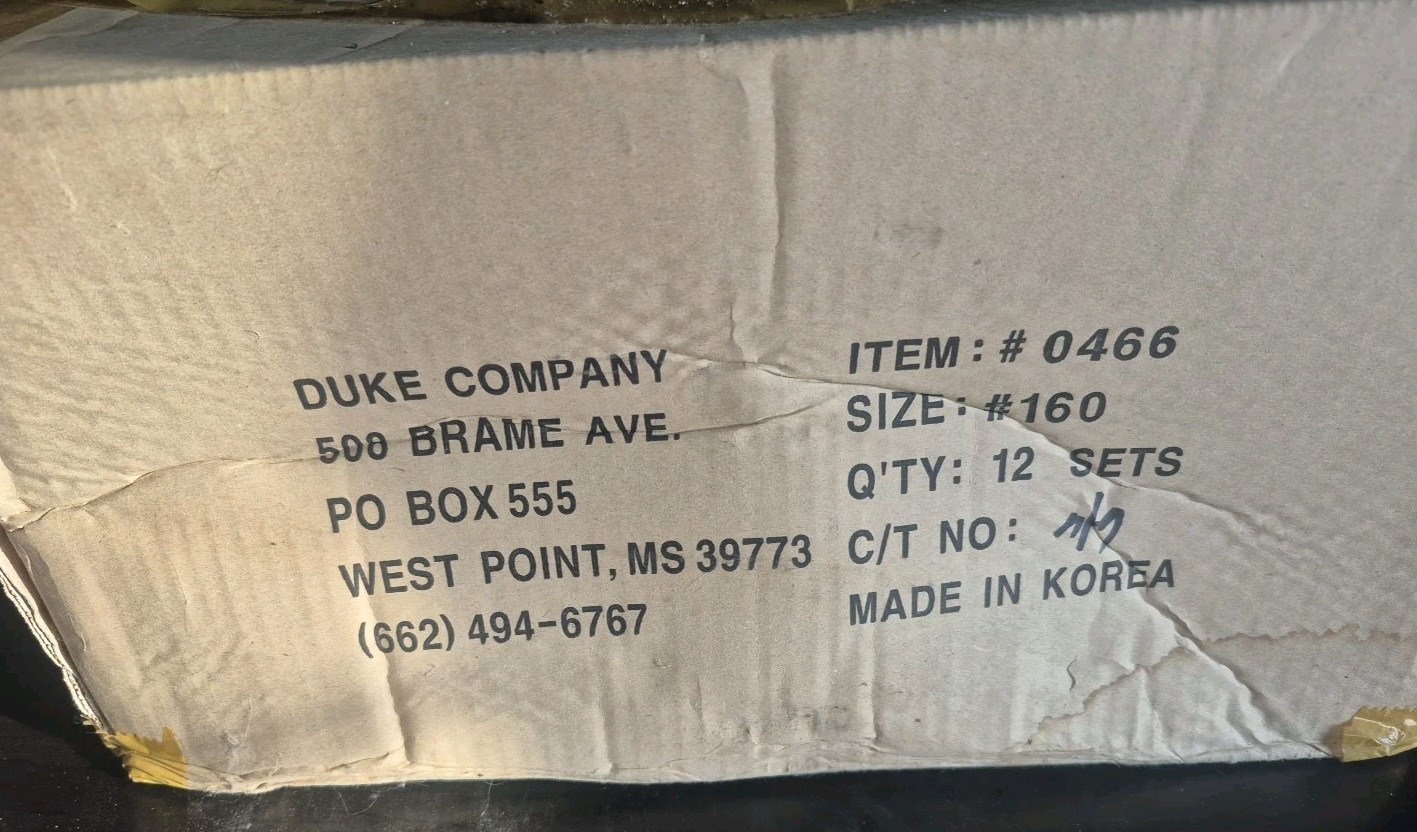 DUKE COMPANY
508 BRAME AVE.
PO BOX 555
WEST POINT, MS 39773
(662) 494-6767
ITEM: # 0466
SIZE: #160
Q'TY: 12 SETS
C/T NO:
MADE IN KOREA